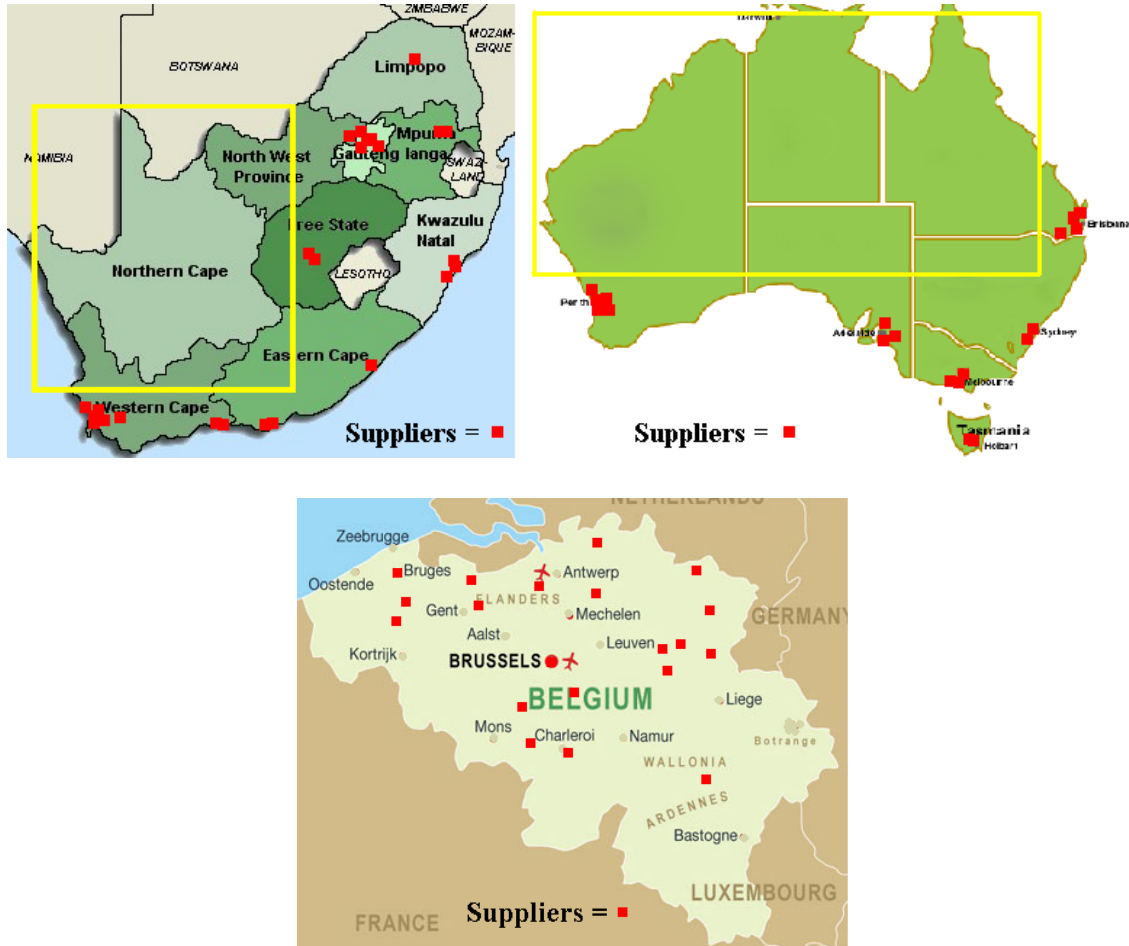 ZIMBABWE
MOZAM-
BIQUE
Limpopo
BOTSWANA
NAMIBIA
North West
Province
Gauteng
langa
SWAZI-
LAND
Free State
Kwazulu
Natal
Northern Cape
LESOTHO
Eastern Cape
Western Cape
Suppliers =
Brisbane
Perth
Adelaide
Sydney
Melbourne
Tasmania
Hobart
Suppliers =
NETHERLANDS
Zeebrugge
Oostende
Bruges
Antwerp
FLANDERS
Gent
Mechelen
GERMANY
Aalst
Leuven
Kortrijk
BRUSSELS
BELGIUM
Liege
Mons
Charleroi
Namur
Botrange
WALLONIA
ARDENNES
Bastogne
LUXEMBOURG
FRANCE
Suppliers =